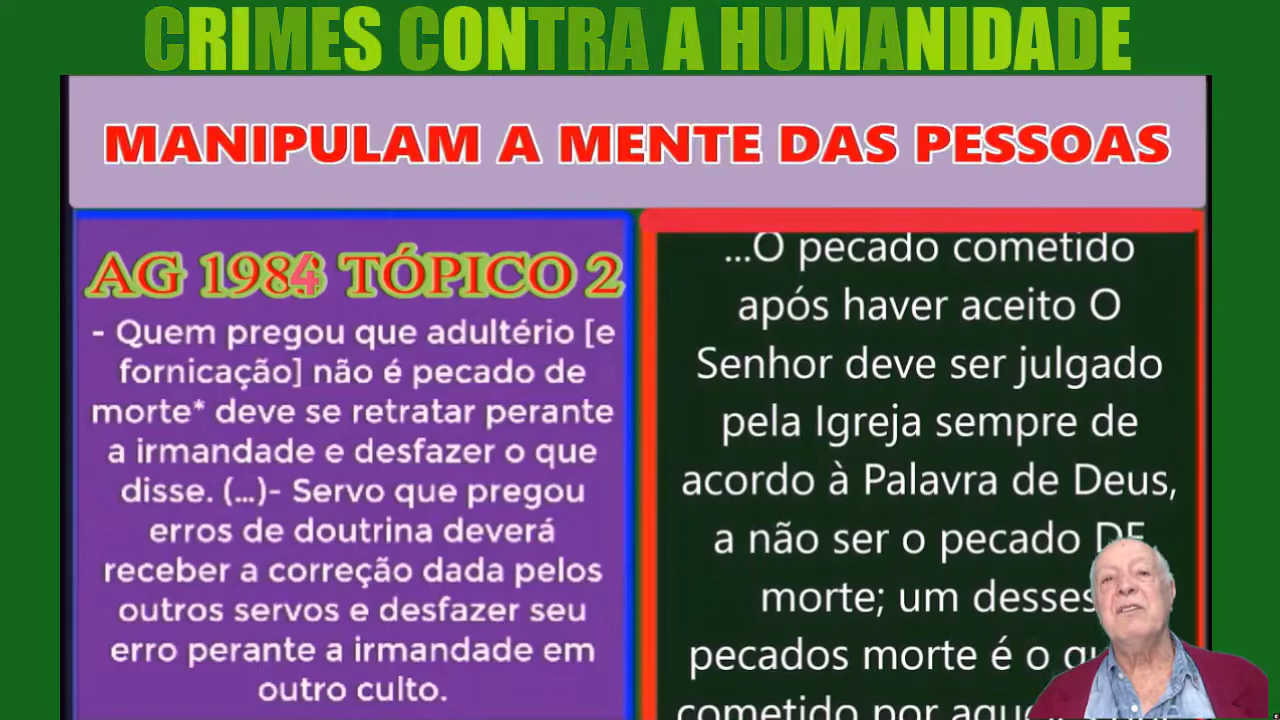 CRIMES CONTRA A HUMANIDADE
MANIPULAM A MENTE DAS PESSOAS
AG 1984 TÓPICO 2
- Quem pregou que adultério [e
fornicação] não é pecado de
morte* deve se retratar perante
a irmandade e desfazer o que
disse. (...)- Servo que pregou
erros de doutrina deverá
receber a correção dada pelos
outros servos e desfazer seu
erro perante a irmandade em
outro culto.
...O pecado cometido
após haver aceito O
Senhor deve ser julgado
pela Igreja sempre de
acordo à Palavra de Deus,
a não ser o pecado DE
morte; um desses
pecados morte é o
cometido por